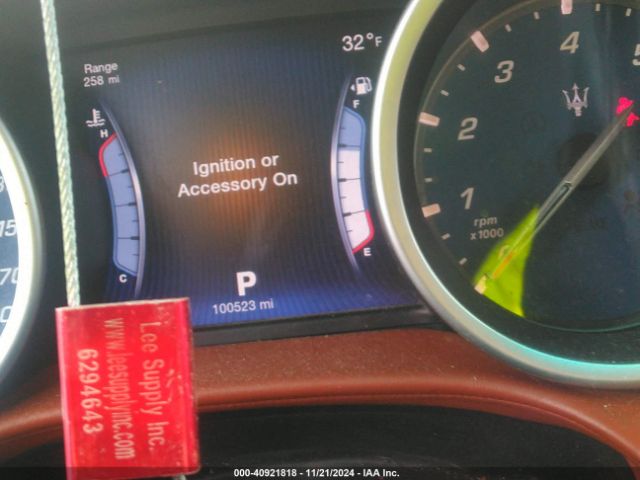 32°F
Range
258 mi
H
C
Ignition or
Accessory On
F
E
P
100523 mi
1
2
3
4
5
rpm
x1000
Lee Supply Inc.
www.leesupplyinc.com
6294643
000-40921818 - 11/21/2024 - IAA Inc.